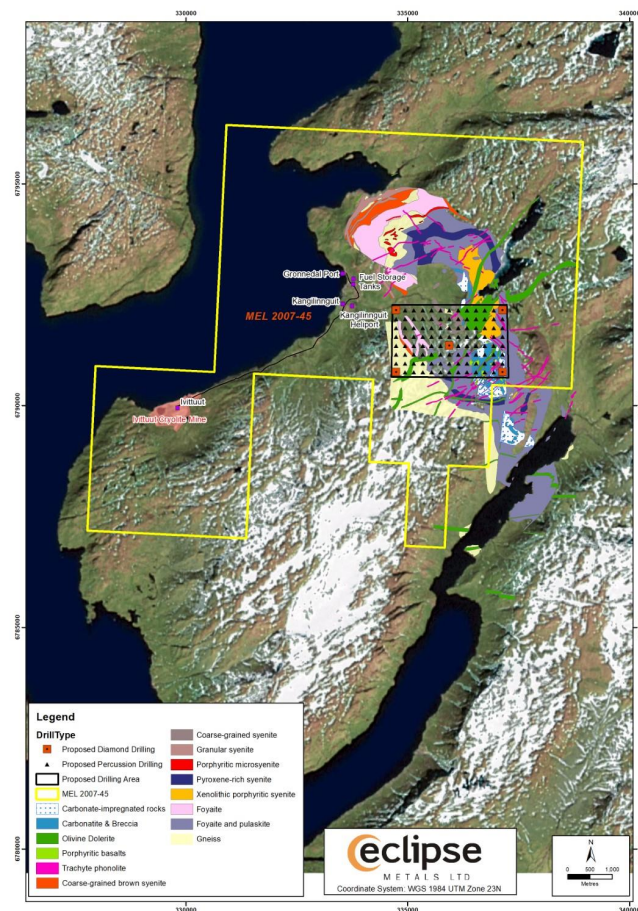 330000 335000 340000
6795000
6790000
6785000
6780000
Gronnedal Port
Fuel Storage
Tanks
Kangilinnguit
Kangilinnguit
Heliport
MEL 2007-45
Ivittuut
Ivittuut Cryolite Mine
Legend
DrillType
Proposed Diamond Drilling
Proposed Percussion Drilling
Proposed Drilling Area
MEL 2007-45
Carbonate-impregnated rocks
Carbonatite & Breccia
Olivine Dolerite
Porphyritic basalts
Trachyte phonolite
Coarse-grained brown syenite
Coarse-grained syenite
Granular syenite
Porphyritic microsyenite
Pyroxene-rich syenite
Xenolithic porphyritic syenite
Foyaite
Foyaite and pulaskite
Gneiss
eclipse
METALS LTD
Coordinate System: WGS 1984 UTM Zone 23N
N
0 500 1,000
Metres
330000 335000 340000